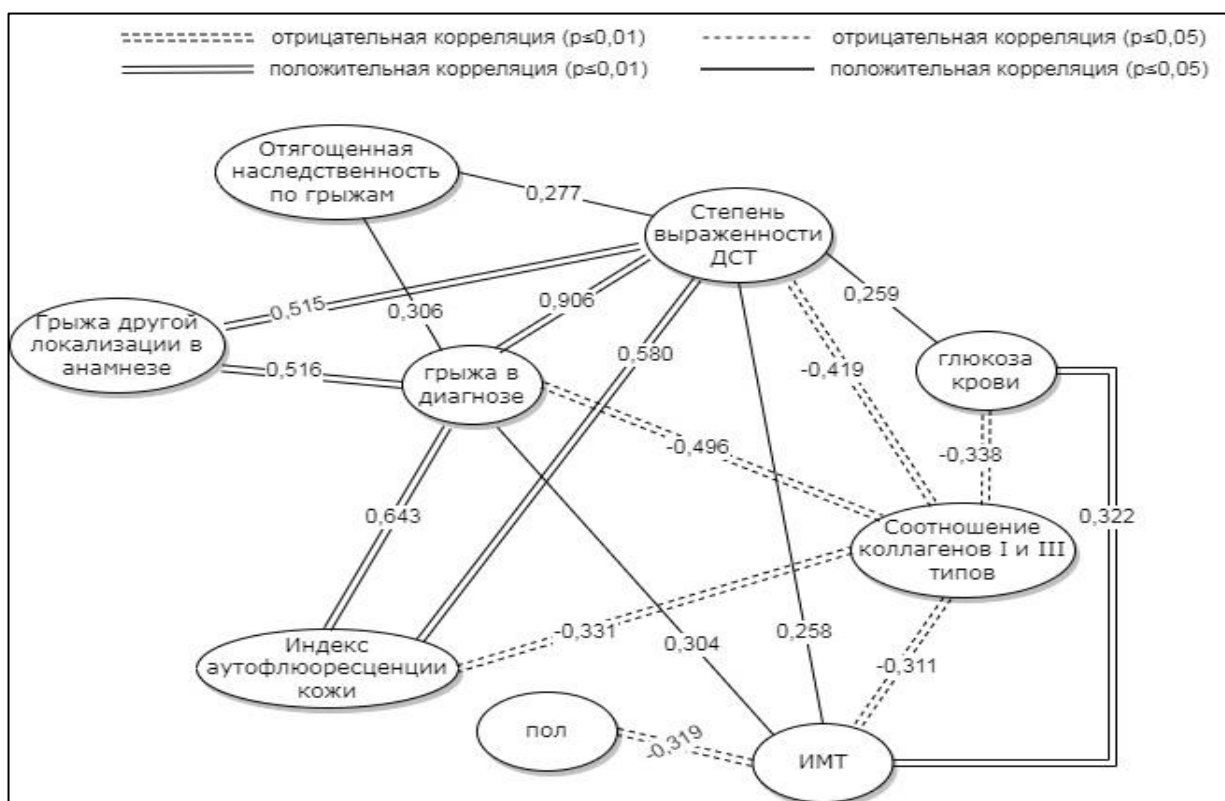 отрицательная корреляция (p≤0,01)
отрицательная корреляция (p≤0,05)
положительная корреляция (p≤0,01)
положительная корреляция (p≤0,05)
Отягощенная
наследственность
по грыжам
0,277
Степень
выраженности
ДСТ
0,515
0,306
0,906
0,259
Грыжа другой
локализации в
анамнезе
0,516
грыжа в
диагнозе
0,580
-0,419
глюкоза
крови
-0,496
-0,338
0,643
Соотношение
коллагенов I и III
типов
0,322
-0,331
0,304
0,258
-0,311
Индекс
аутофлюоресценции
кожи
пол
-0,319
ИМТ